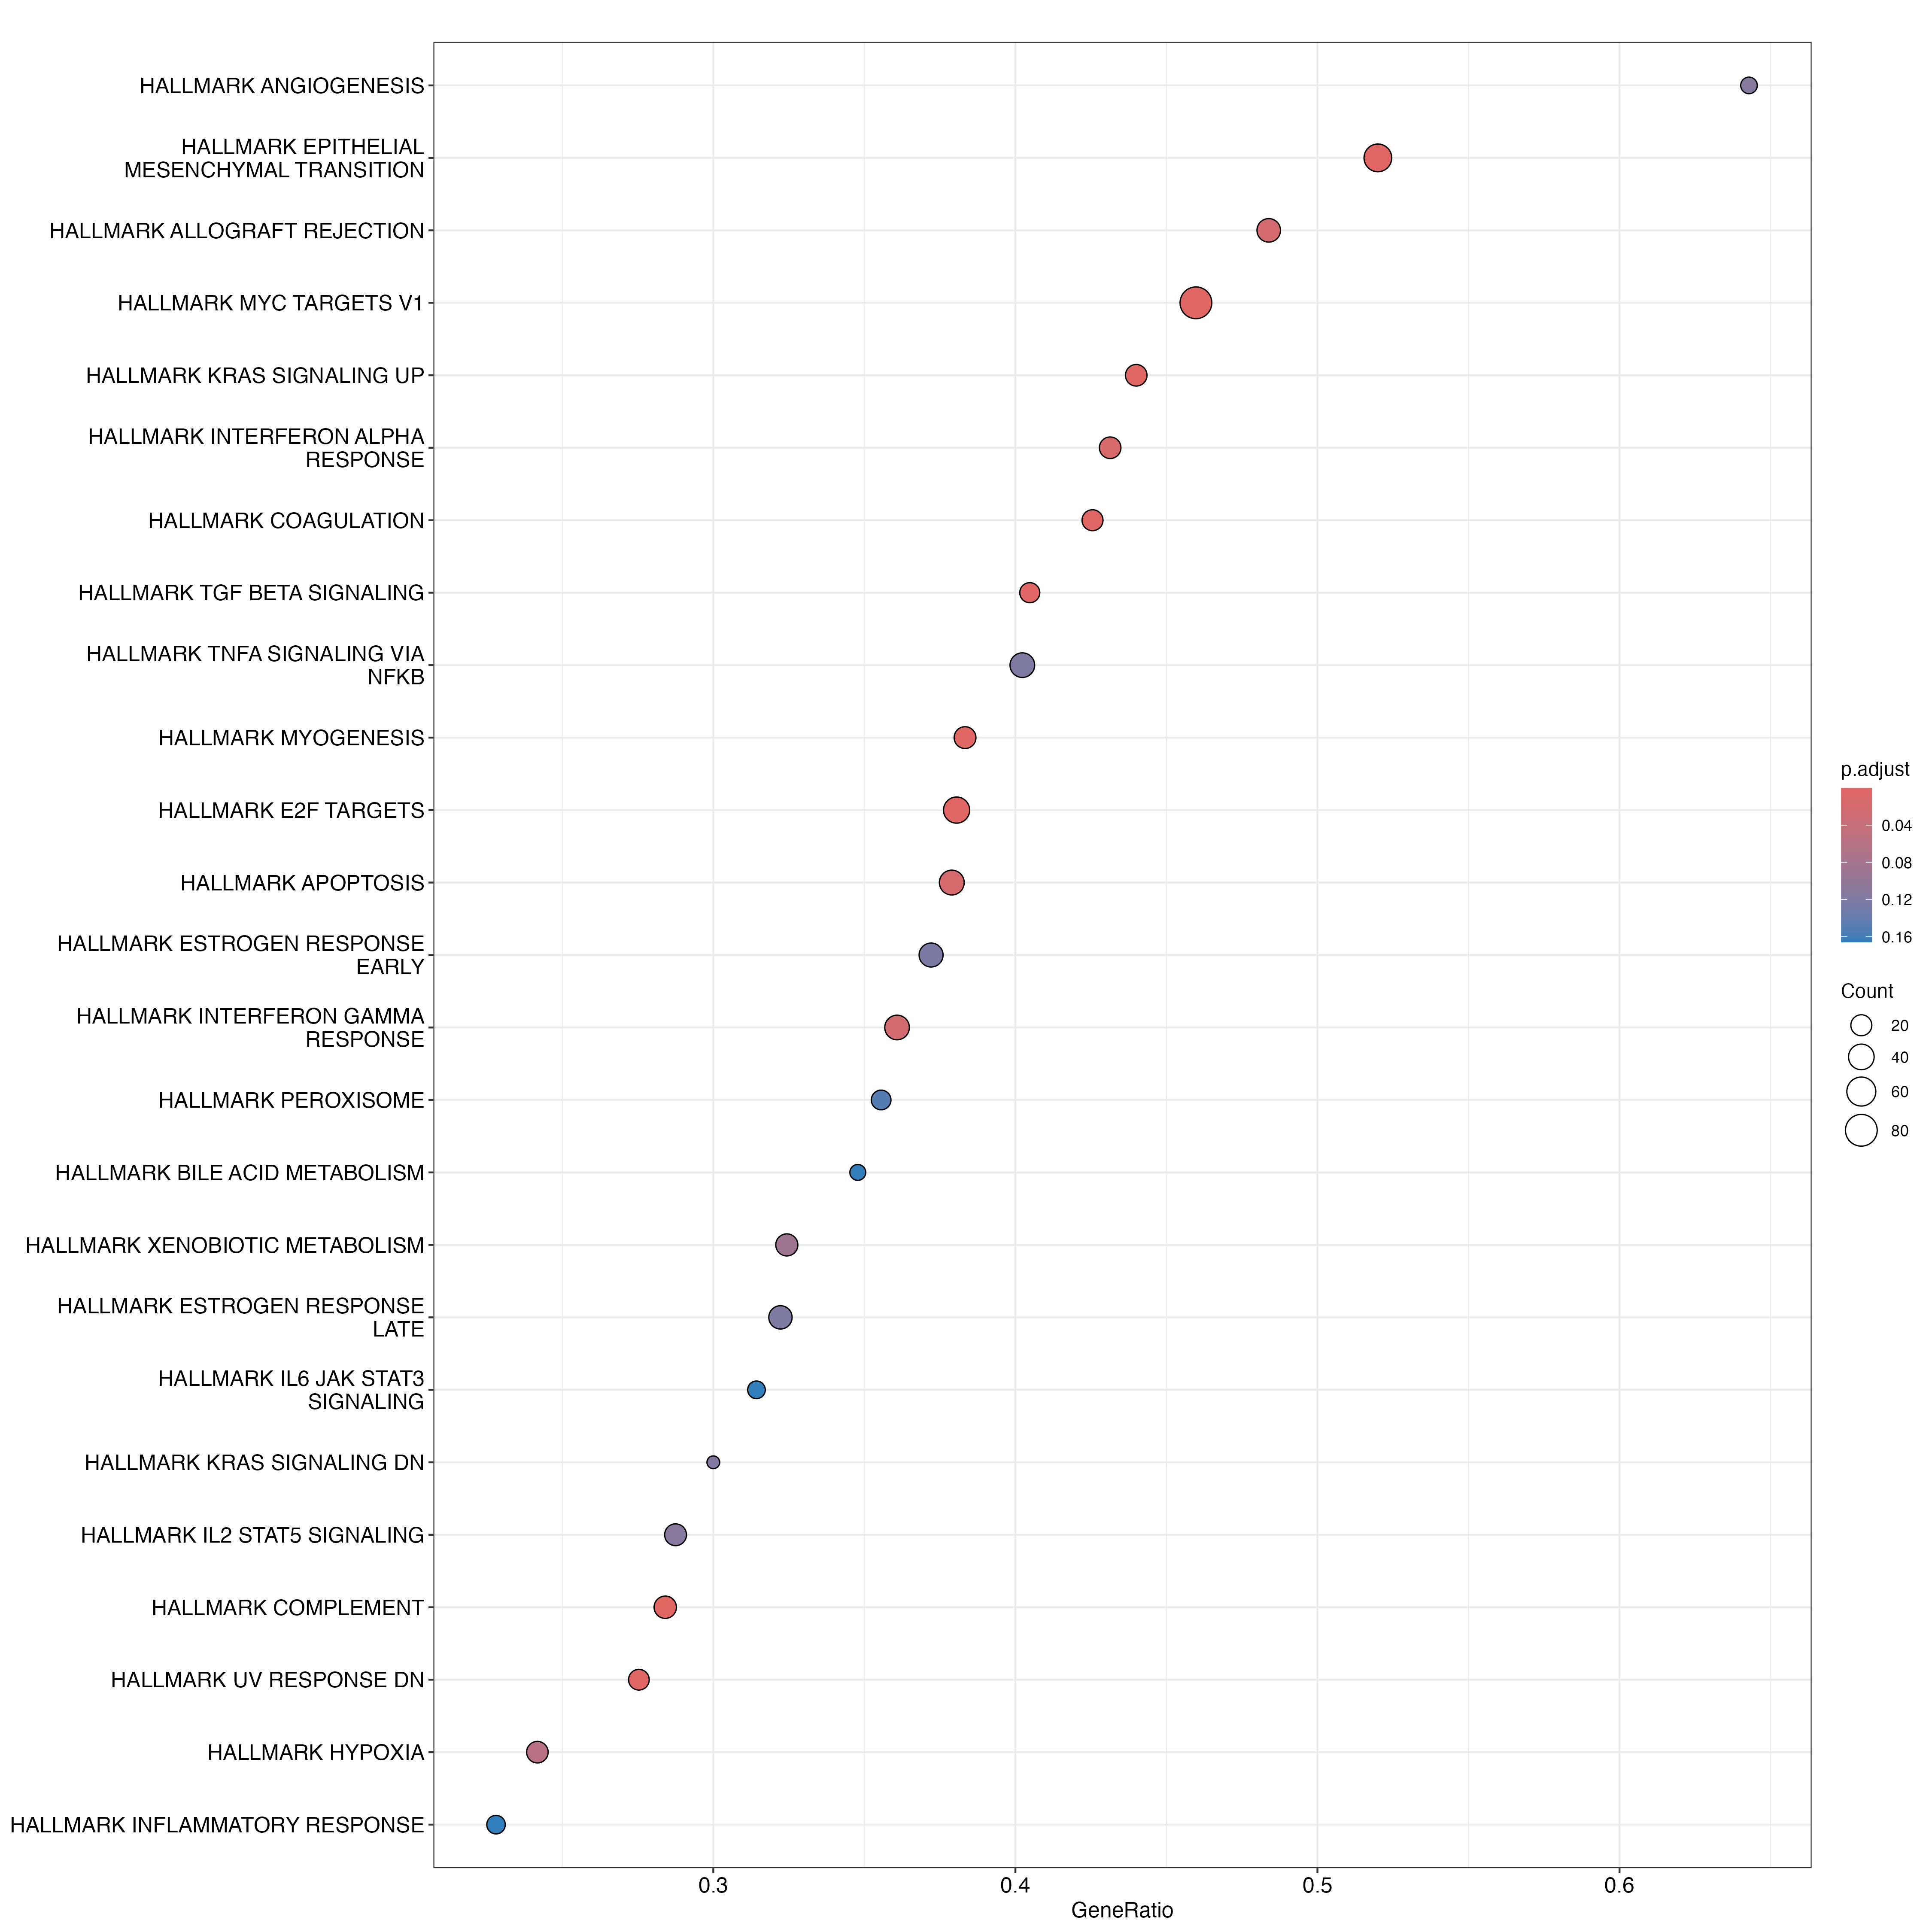 HALLMARK ANGIOGENESIS
HALLMARK EPITHELIAL
MESENCHYMAL TRANSITION
HALLMARK ALLOGRAFT REJECTION
HALLMARK MYC TARGETS V1
HALLMARK KRAS SIGNALING UP
HALLMARK INTERFERON ALPHA
RESPONSE
HALLMARK COAGULATION
HALLMARK TGF BETA SIGNALING
HALLMARK TNFA SIGNALING VIA
NFKB
HALLMARK MYOGENESIS
HALLMARK E2F TARGETS
HALLMARK APOPTOSIS
HALLMARK ESTROGEN RESPONSE
EARLY
HALLMARK INTERFERON GAMMA
RESPONSE
HALLMARK PEROXISOME
HALLMARK BILE ACID METABOLISM
HALLMARK XENOBIOTIC METABOLISM
HALLMARK ESTROGEN RESPONSE
LATE
HALLMARK IL6 JAK STAT3
SIGNALING
HALLMARK KRAS SIGNALING DN
HALLMARK IL2 STAT5 SIGNALING
HALLMARK COMPLEMENT
HALLMARK UV RESPONSE DN
HALLMARK HYPOXIA
HALLMARK INFLAMMATORY RESPONSE
0.3 0.4 0.5 0.6
GeneRatio
p.adjust
0.04
0.08
0.12
0.16
Count
20
40
60
80